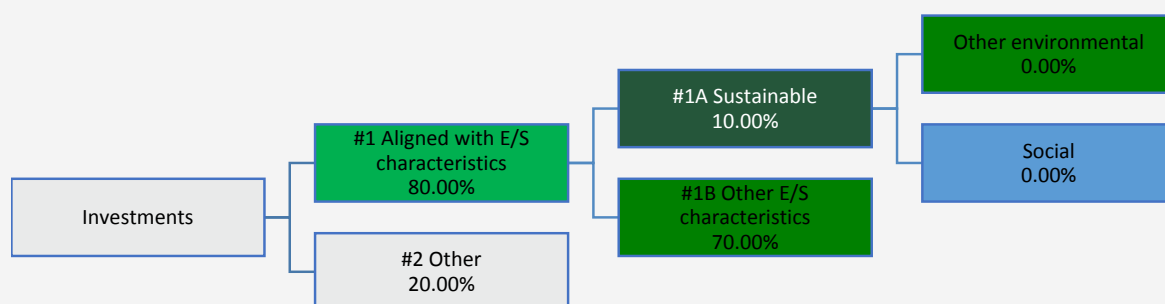 Investments
#1 Aligned with E/S
characteristics
80.00%
#2 Other
20.00%
#1A Sustainable
10.00%
#1B Other E/S
characteristics
70.00%
Other environmental
0.00%
Social
0.00%